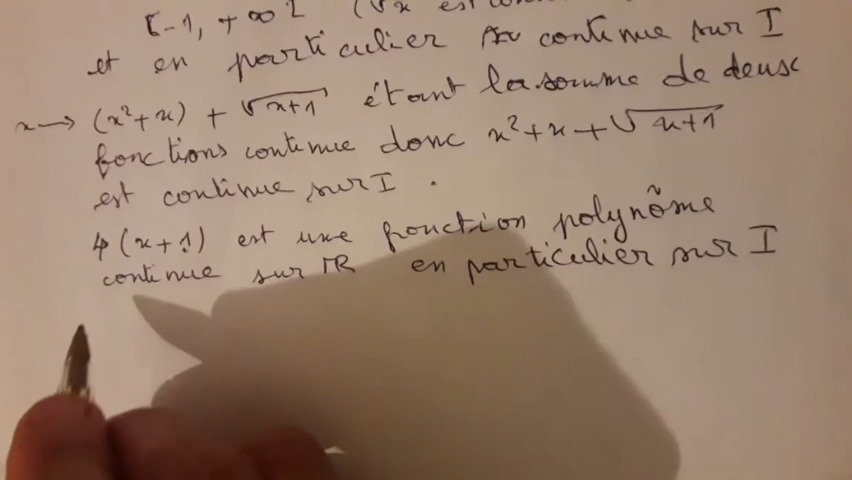 [-1, +∞[ (√x est
et en particulier continue sur I
x → (x²+x) + √x+1 étant la somme de deux
fonctions continue donc x²+x+√x+1
est continue sur I.
4(x+1) est une fonction polynôme
continue sur ℝ en particulier sur I